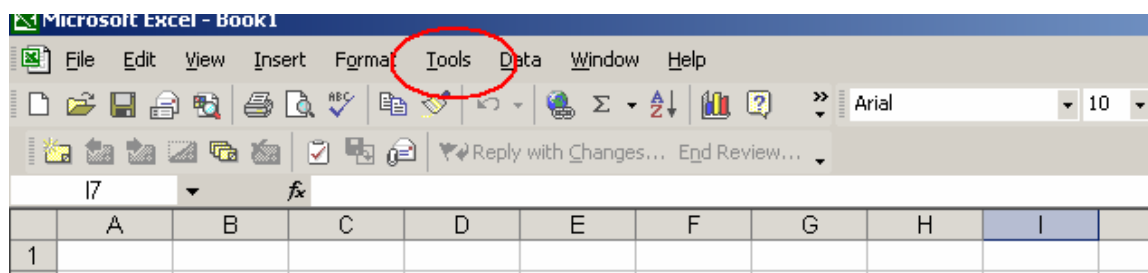 Microsoft Excel - Book1
File Edit View Insert Format Tools Data Window Help
ABC Σ A Z ? » Arial 10
Reply with Changes... End Review...
I7 fx
A B C D E F G H I
1